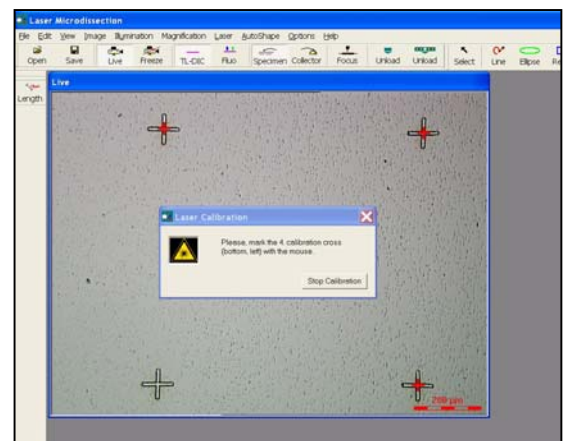 Laser Microdissection
File Edit View Image Illumination Magnification Laser AutoShape Options Help
Open Save Live Freeze TL-DIC Fluo Specimen Collector Focus Unload Unload Select Line Ellipse
Length
Live
Laser Calibration
Please, mark the 4. calibration cross
(bottom, left) with the mouse.
Stop Calibration